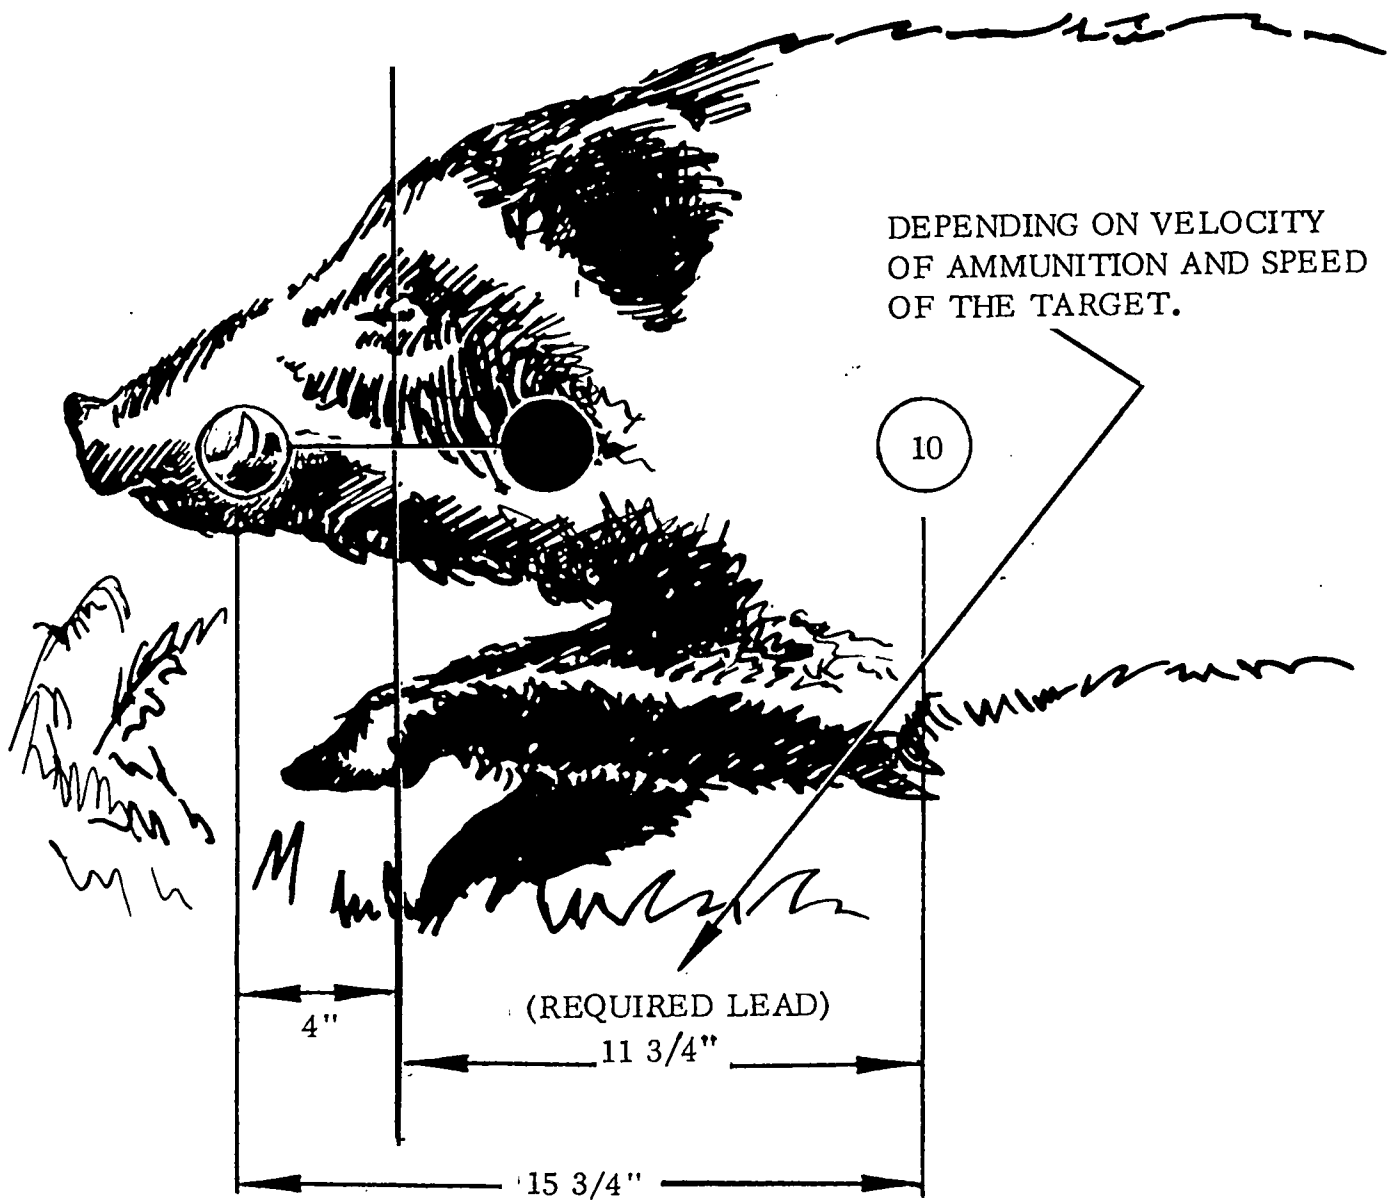 DEPENDING ON VELOCITY
OF AMMUNITION AND SPEED
OF THE TARGET.
10
(REQUIRED LEAD)
4"
11 3/4"
15 3/4"